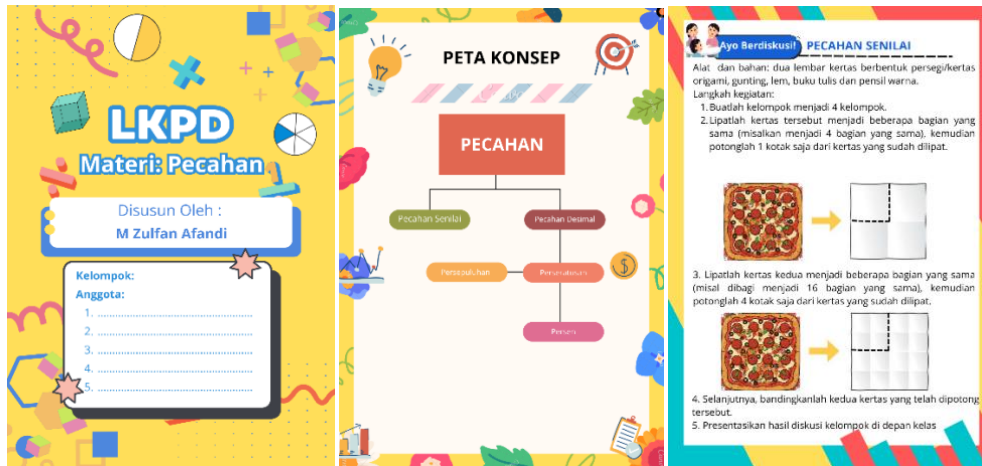 LKPD
Materi: Pecahan
Disusun Oleh :
M Zulfan Afandi
Kelompok:
Anggota:
1. ....................................................
2. ....................................................
3. ....................................................
4. ....................................................
5. ....................................................
PETA KONSEP
PECAHAN
Pecahan Senilai
Pecahan Desimal
Persepuluhan
Perseratusan
Persen
Ayo Berdiskusi!
PECAHAN SENILAI
Alat dan bahan: dua lembar kertas berbentuk persegi/kertas
origami, gunting, lem, buku tulis dan pensil warna.
Langkah kegiatan:
1. Buatlah kelompok menjadi 4 kelompok.
2. Lipatlah kertas tersebut menjadi beberapa bagian yang
sama (misalkan menjadi 4 bagian yang sama), kemudian
potonglah 1 kotak saja dari kertas yang sudah dilipat.
3. Lipatlah kertas kedua menjadi beberapa bagian yang sama
(misal dibagi menjadi 16 bagian yang sama), kemudian
potonglah 4 kotak saja dari kertas yang sudah dilipat.
4. Selanjutnya, bandingkanlah kedua kertas yang telah dipotong
tersebut.
5. Presentasikan hasil diskusi kelompok di depan kelas